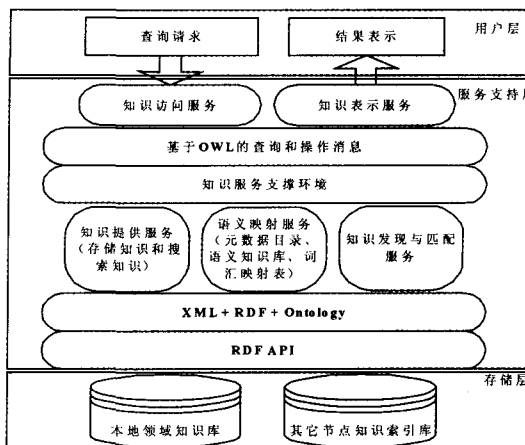 用户层
查询请求
结果表示
服务支持层
知识访问服务
知识表示服务
基于OWL的查询和操作消息
知识服务支撑环境
知识提供服务
(存储知识和搜
索知识)
语义映射服务
(元数据目录、
语义知识库、词
汇映射表)
知识发现与匹配
服务
XML+RDF+Ontology
RDF API
存储层
本地领域知识库
其它节点知识索引库